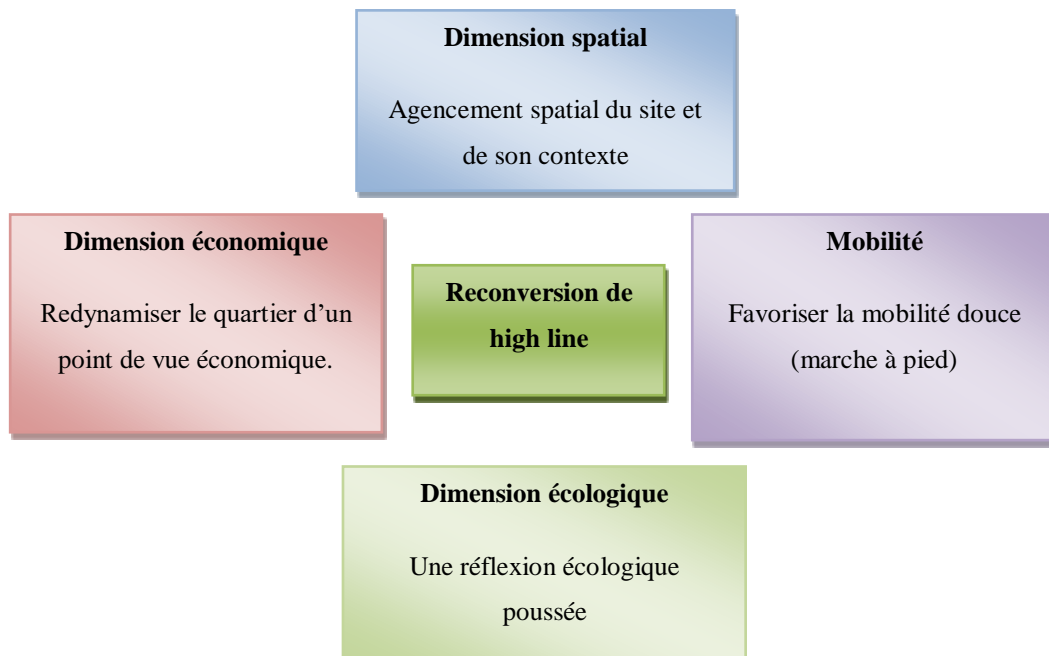 Dimension spatial
Agencement spatial du site et
de son contexte
Dimension économique
Redynamiser le quartier d’un
point de vue économique.
Reconversion de
high line
Mobilité
Favoriser la mobilité douce
(marche à pied)
Dimension écologique
Une réflexion écologique
poussée